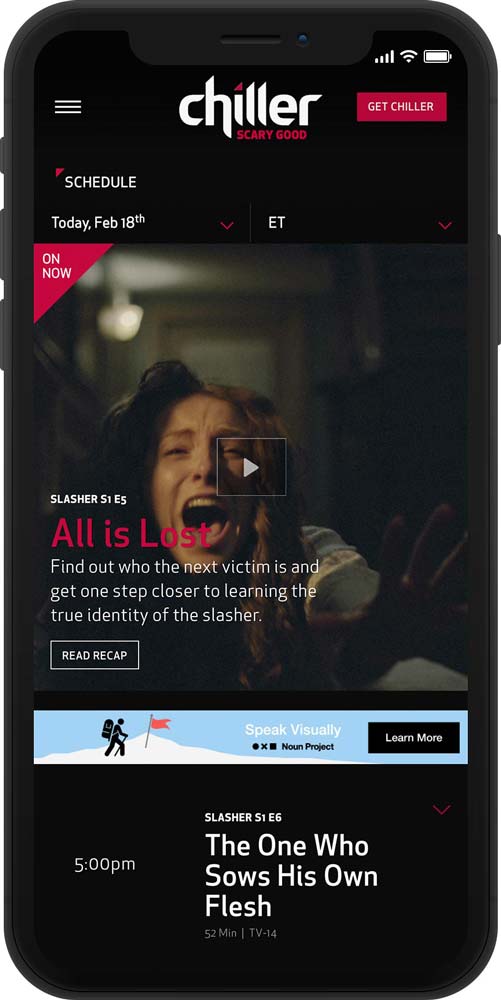 chiller
SCARY GOOD
GET CHILLER
SCHEDULE
Today, Feb 18th
ET
ON
NOW
SLASHER S1 E5
All is Lost
Find out who the next victim is and
get one step closer to learning the
true identity of the slasher.
READ RECAP
Speak Visually
Noun Project
Learn More
SLASHER S1 E6
5:00pm
The One Who
Sows His Own
Flesh
52 Min | TV-14